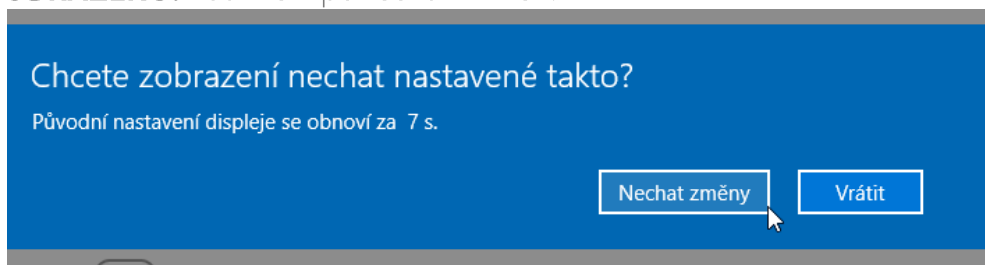 Chcete zobrazení nechat nastavené takto?
Původní nastavení displeje se obnoví za 7 s.
Nechat změny
Vrátit